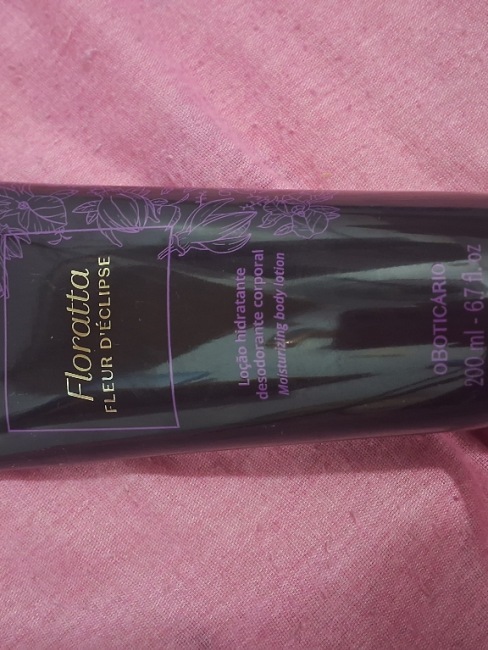 Floratta
FLEUR D'ÉCLIPSE
Loção hidratante
desodorante corporal
Moisturizing body lotion
oBOTICÁRIO
200 ml - 6.7 fl. oz